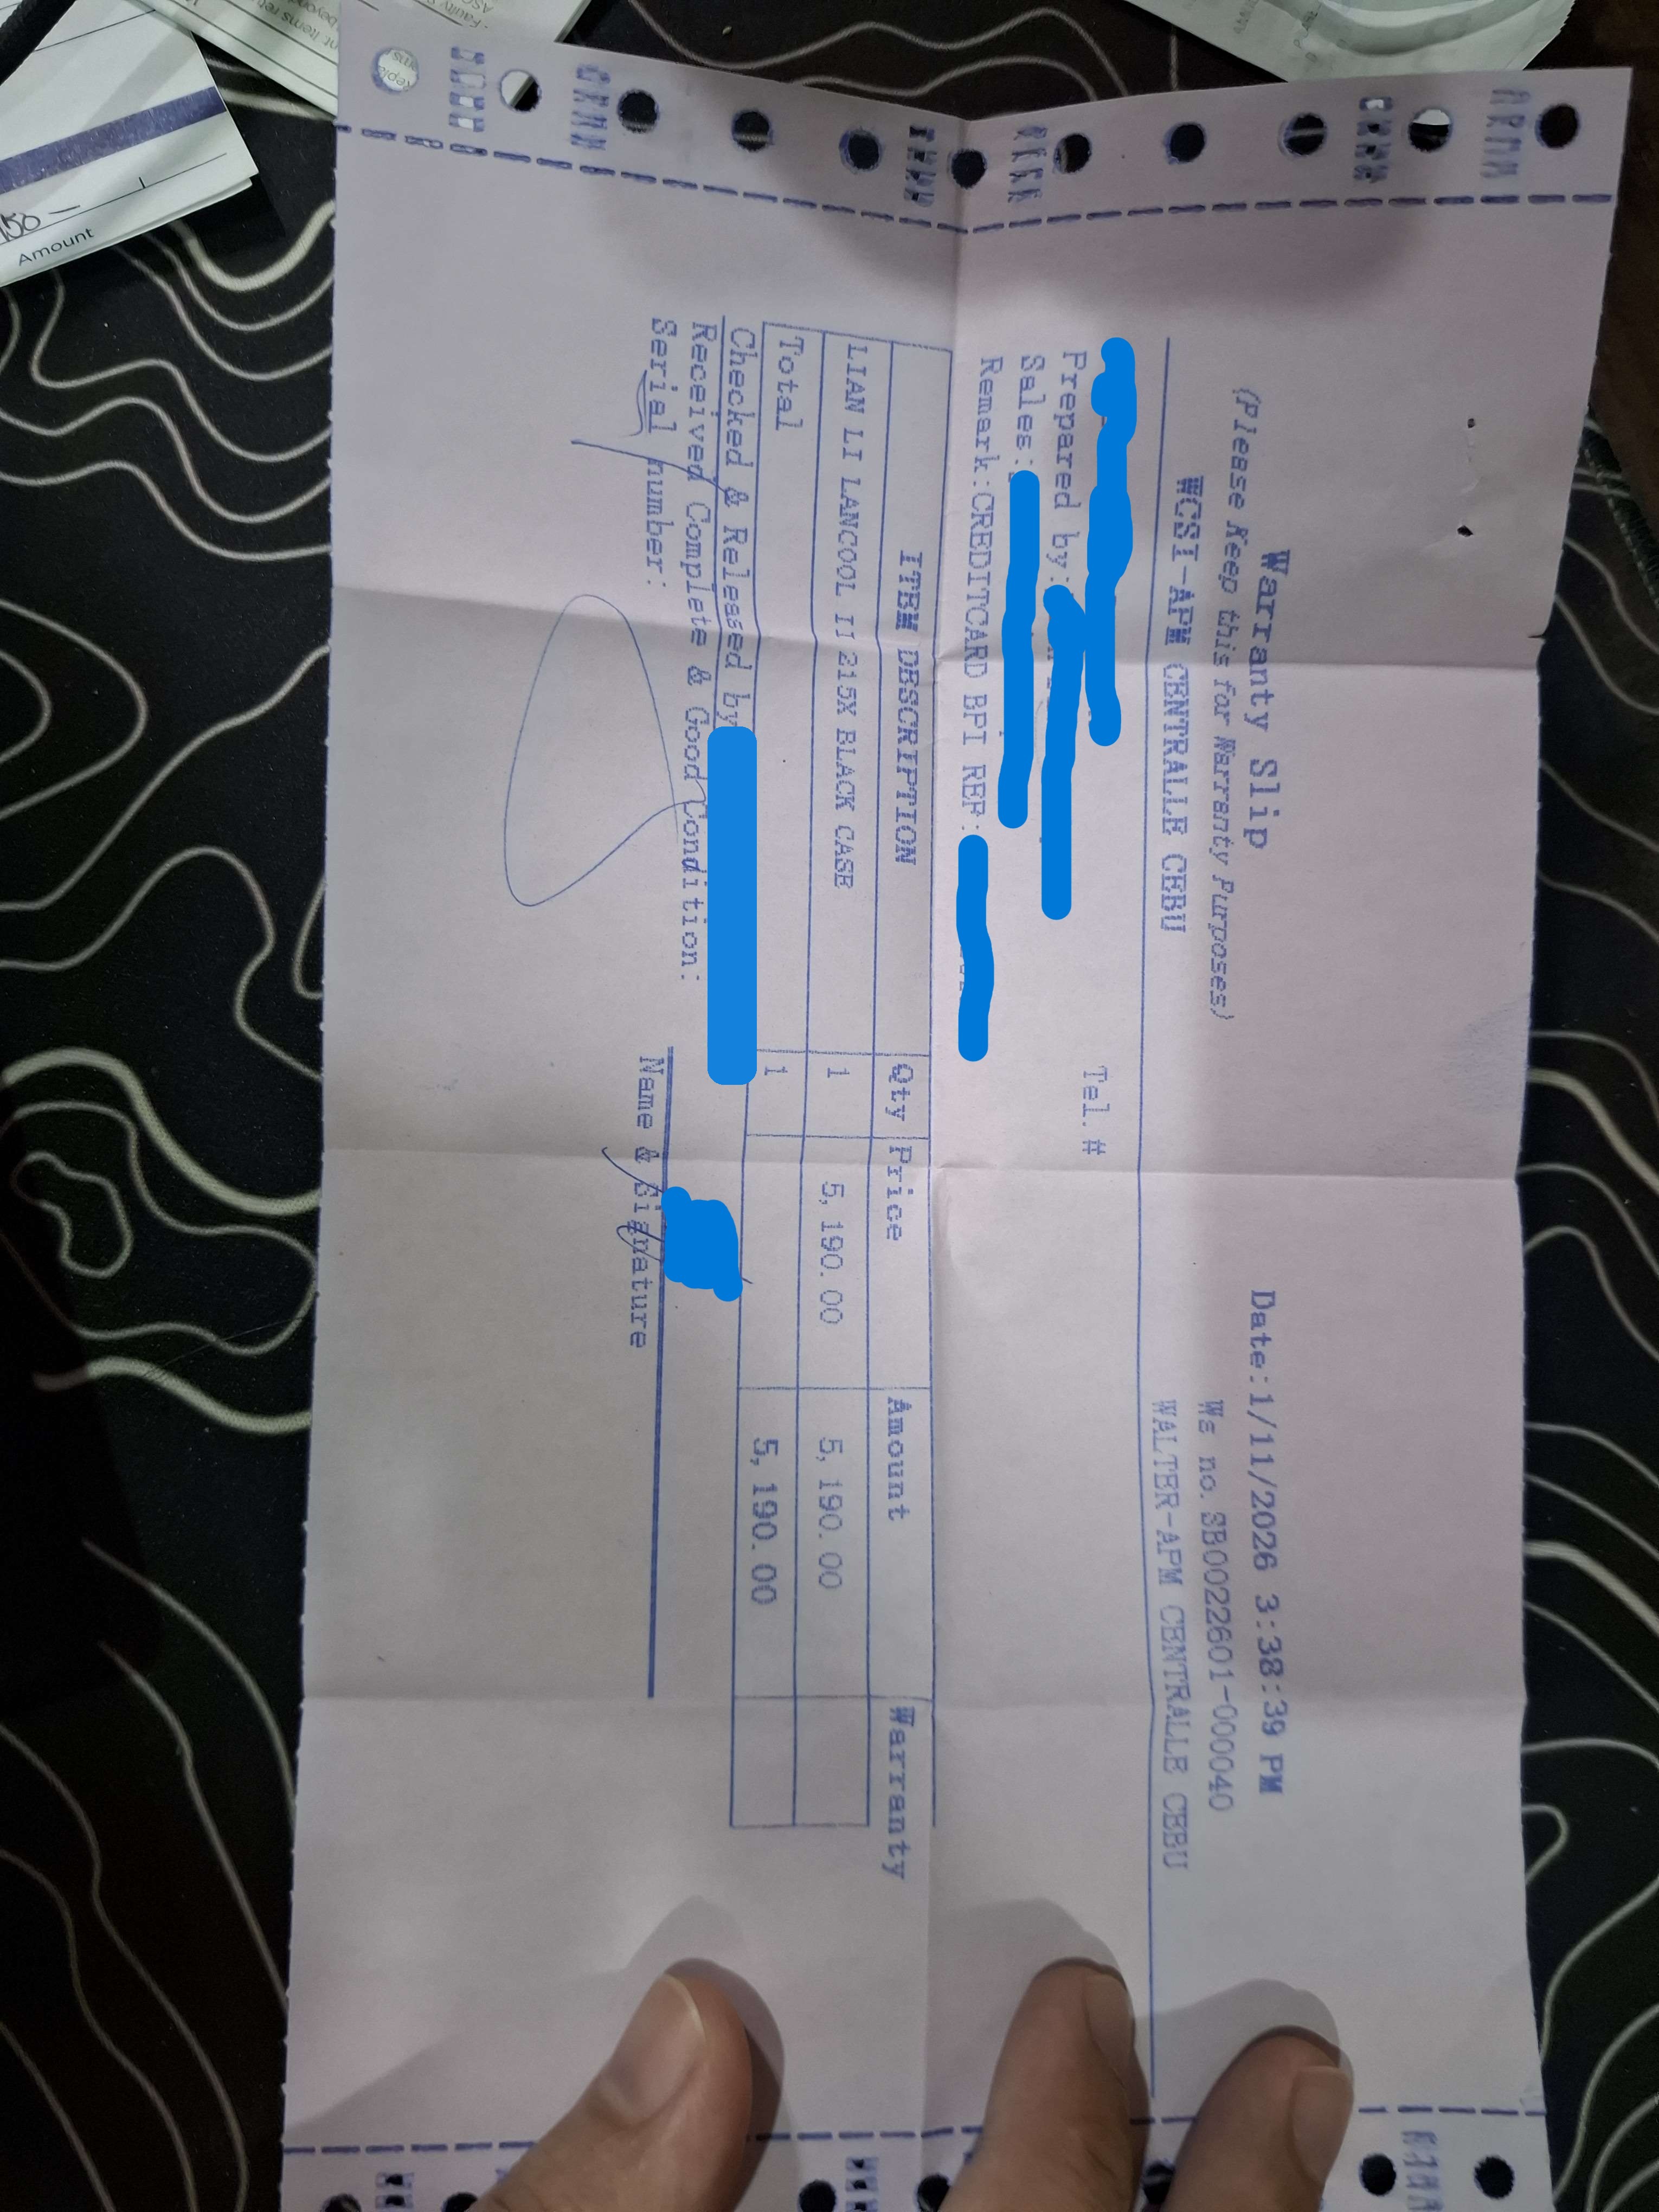 Warranty Slip
Date:1/11/2026 3:38:39 PM
(Please Keep this for Warranty Purposes)
Ws no. SB0022601-000040
WCSI-APM CENTRALLE CEBU
WALTER-APM CENTRALLE CEBU
Tel.#
Prepared by:
Sales:
Remark:CREDITCARD BPI REF:
ITEM DESCRIPTION Qty Price Amount Warranty
LIAN LI LANCOOL II 215X BLACK CASE 1 5,190.00 5,190.00
Total 1 5,190.00
Checked & Released by
Received Complete & Good Condition:
Serial number:
Name & Signature
Amount